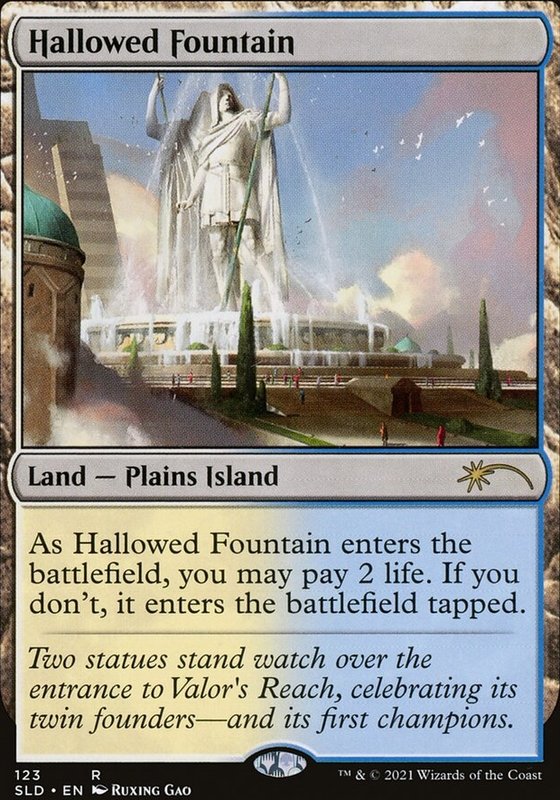 Hallowed Fountain
Land — Plains Island
As Hallowed Fountain enters the
battlefield, you may pay 2 life. If you
don't, it enters the battlefield tapped.
Two statues stand watch over the
entrance to Valor's Reach, celebrating its
twin founders—and its first champions.
123 R
SLD • EN Ruxing Gao
™ & © 2021 Wizards of the Coast